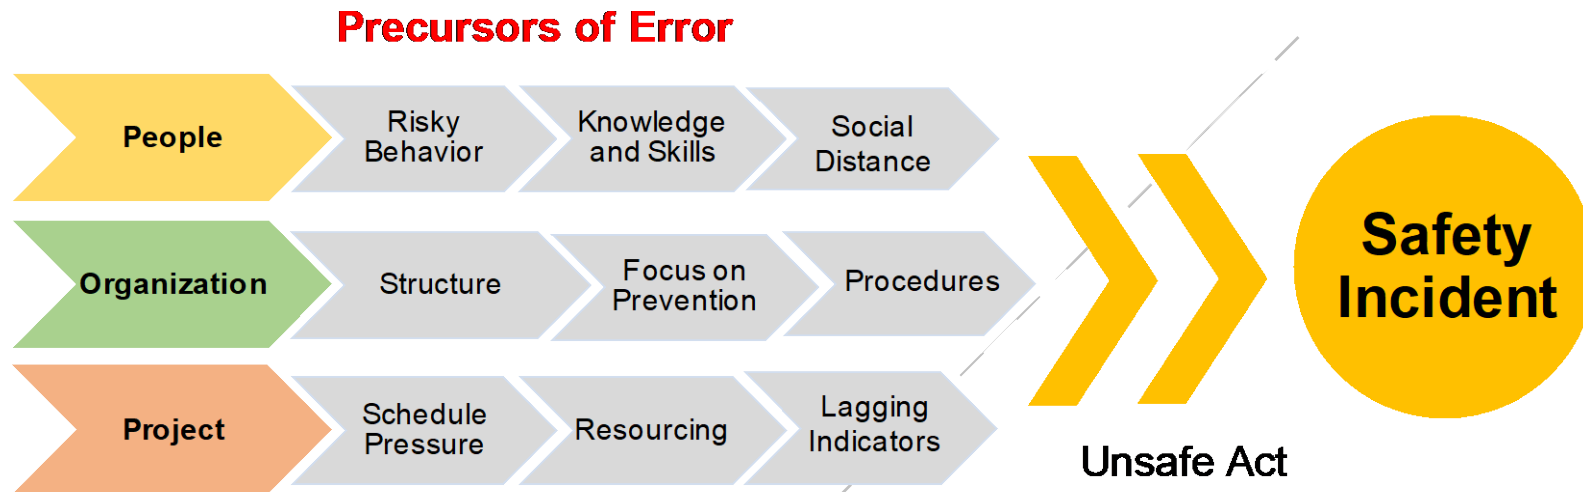 Precursors of Error
People
Risky
Behavior
Knowledge
and Skills
Social
Distance
Organization
Structure
Focus on
Prevention
Procedures
Project
Schedule
Pressure
Resourcing
Lagging
Indicators
Unsafe Act
Safety
Incident